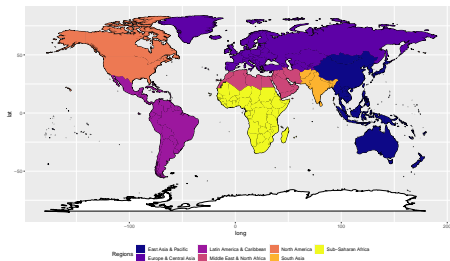 50
0
−50
lat
−100
0
100
200
long
Regions
East Asia & Pacific
Latin America & Caribbean
North America
Sub−Saharan Africa
Europe & Central Asia
Middle East & North Africa
South Asia